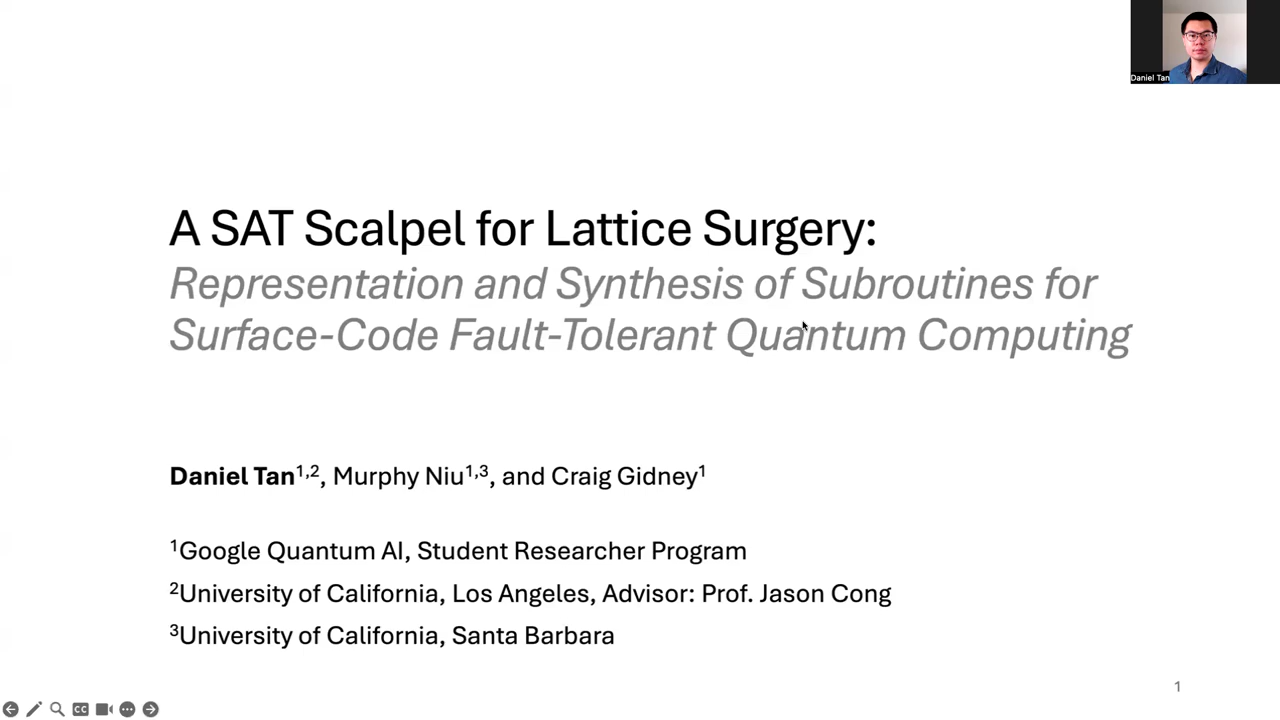 Daniel Tan
A SAT Scalpel for Lattice Surgery:
Representation and Synthesis of Subroutines for
Surface-Code Fault-Tolerant Quantum Computing
Daniel Tan1,2, Murphy Niu1,3, and Craig Gidney1
1Google Quantum AI, Student Researcher Program
2University of California, Los Angeles, Advisor: Prof. Jason Cong
3University of California, Santa Barbara
1
CC